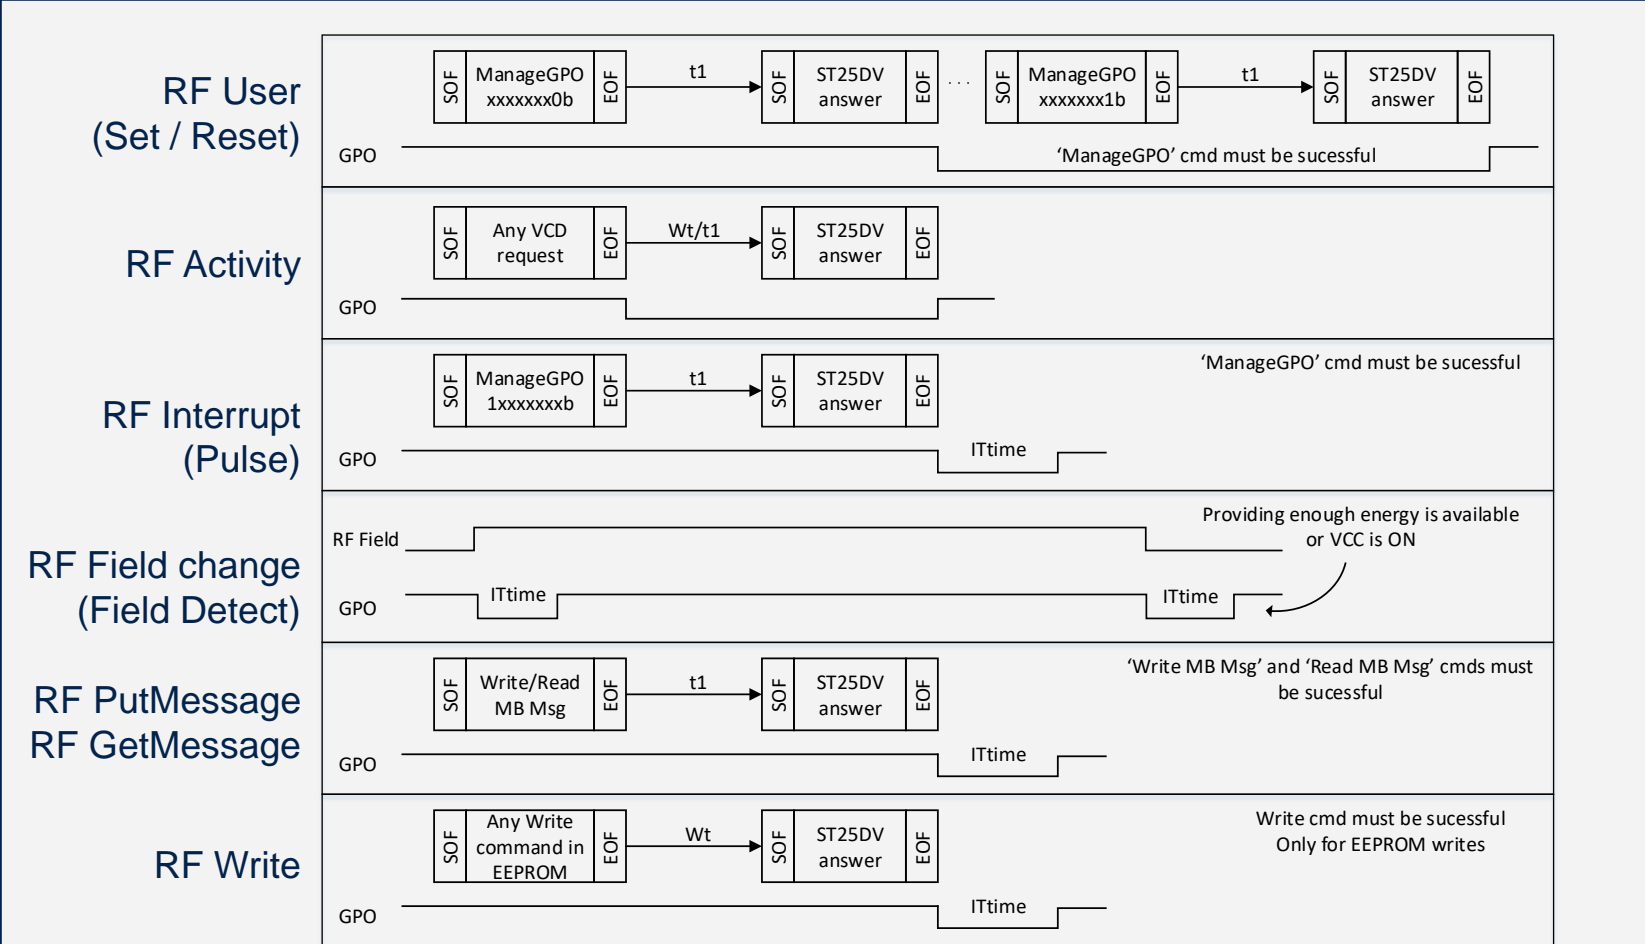 RF User
(Set / Reset)
SOF
ManageGPO
xxxxxxx0b
EOF
t1
SOF
ST25DV
answer
EOF
. . .
SOF
ManageGPO
xxxxxxx1b
EOF
t1
SOF
ST25DV
answer
EOF
GPO
‘ManageGPO’ cmd must be sucessful
RF Activity
SOF
Any VCD
request
EOF
Wt/t1
SOF
ST25DV
answer
EOF
GPO
RF Interrupt
(Pulse)
SOF
ManageGPO
1xxxxxxxb
EOF
t1
SOF
ST25DV
answer
EOF
‘ManageGPO’ cmd must be sucessful
GPO
ITtime
RF Field change
(Field Detect)
RF Field
Providing enough energy is available
or VCC is ON
GPO
ITtime
ITtime
RF PutMessage
RF GetMessage
SOF
Write/Read
MB Msg
EOF
t1
SOF
ST25DV
answer
EOF
‘Write MB Msg’ and ‘Read MB Msg’ cmds must
be sucessful
GPO
ITtime
RF Write
SOF
Any Write
command in
EEPROM
EOF
Wt
SOF
ST25DV
answer
EOF
Write cmd must be sucessful
Only for EEPROM writes
GPO
ITtime